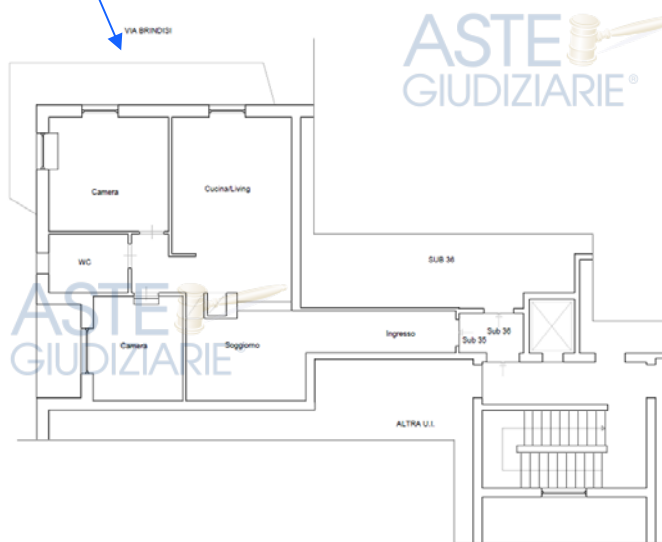 VIA BRINDISI
ASTE
GIUDIZIARIE®
Camera
Cucina/Living
WC
SUB 36
ASTE
GIUDIZIARIE
Camera
Soggiorno
Ingresso
Sub 35
Sub 36
ALTRA U.I.